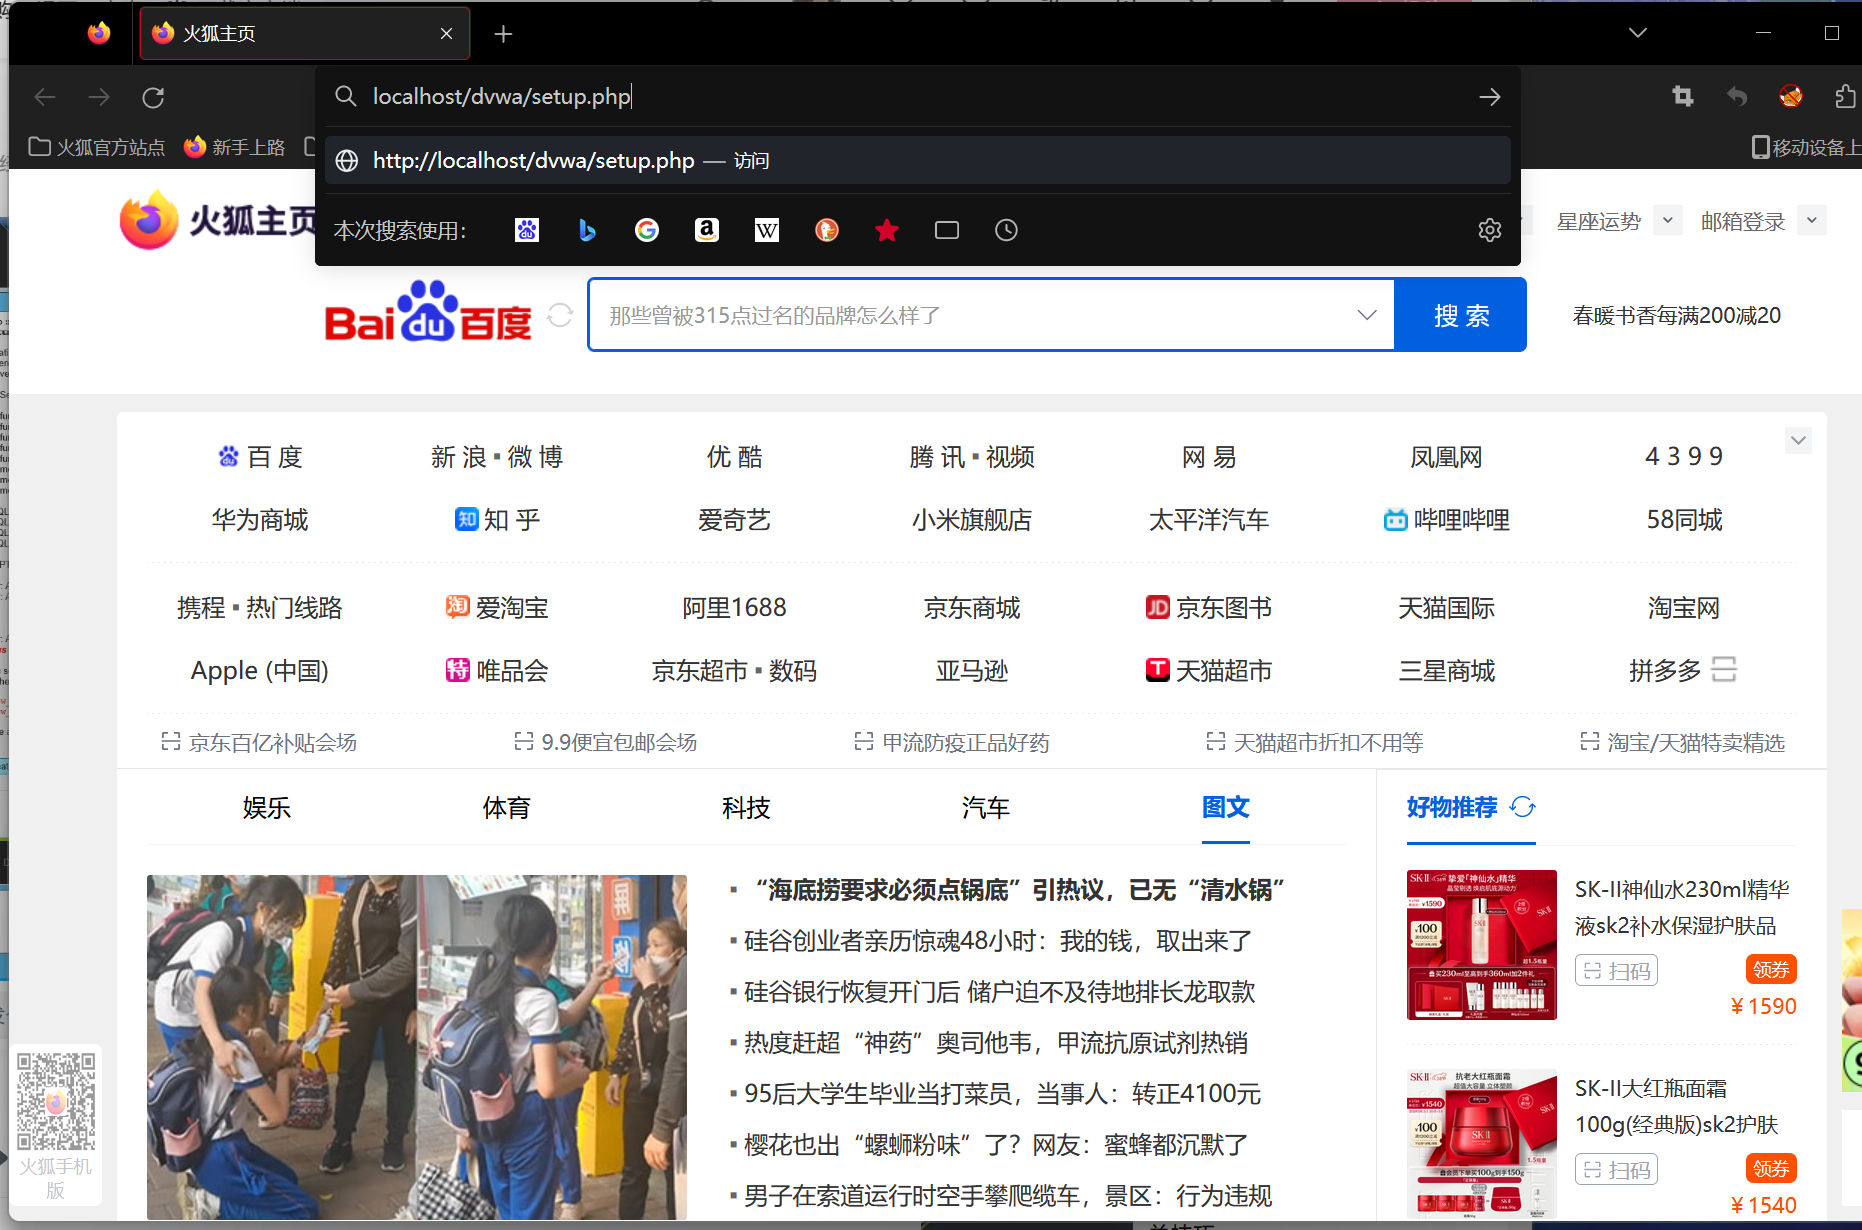 火狐主页
localhost/dvwa/setup.php
火狐官方站点 新手上路
移动设备上
http://localhost/dvwa/setup.php — 访问
本次搜索使用：
火狐主页
星座运势 邮箱登录
Bai du 百度
那些曾被315点过名的品牌怎么样了
搜 索
春暖书香每满200减20
百 度 新 浪 ▪ 微 博 优 酷 腾 讯 ▪ 视频 网 易 凤凰网 4 3 9 9
华为商城 知 知 乎 爱奇艺 小米旗舰店 太平洋汽车 哔哩哔哩 58同城
携程 ▪ 热门线路 淘 爱淘宝 阿里1688 京东商城 JD 京东图书 天猫国际 淘宝网
Apple (中国) 特 唯品会 京东超市 ▪ 数码 亚马逊 T 天猫超市 三星商城 拼多多
京东百亿补贴会场 9.9便宜包邮会场 甲流防疫正品好药 天猫超市折扣不用等 淘宝/天猫特卖精选
娱乐 体育 科技 汽车 图文
好物推荐
▪ “海底捞要求必须点锅底”引热议，已无“清水锅”
▪ 硅谷创业者亲历惊魂48小时：我的钱，取出来了
▪ 硅谷银行恢复开门后 储户迫不及待地排长龙取款
▪ 热度赶超“神药”奥司他韦，甲流抗原试剂热销
▪ 95后大学生毕业当打菜员，当事人：转正4100元
▪ 樱花也出“螺蛳粉味”了？网友：蜜蜂都沉默了
▪ 男子在索道运行时空手攀爬缆车，景区：行为违规
SK-II神仙水230ml精华
液sk2补水保湿护肤品
扫码 领券
¥1590
SK-II大红瓶面霜
100g(经典版)sk2护肤
扫码 领券
¥1540
火狐手机
版